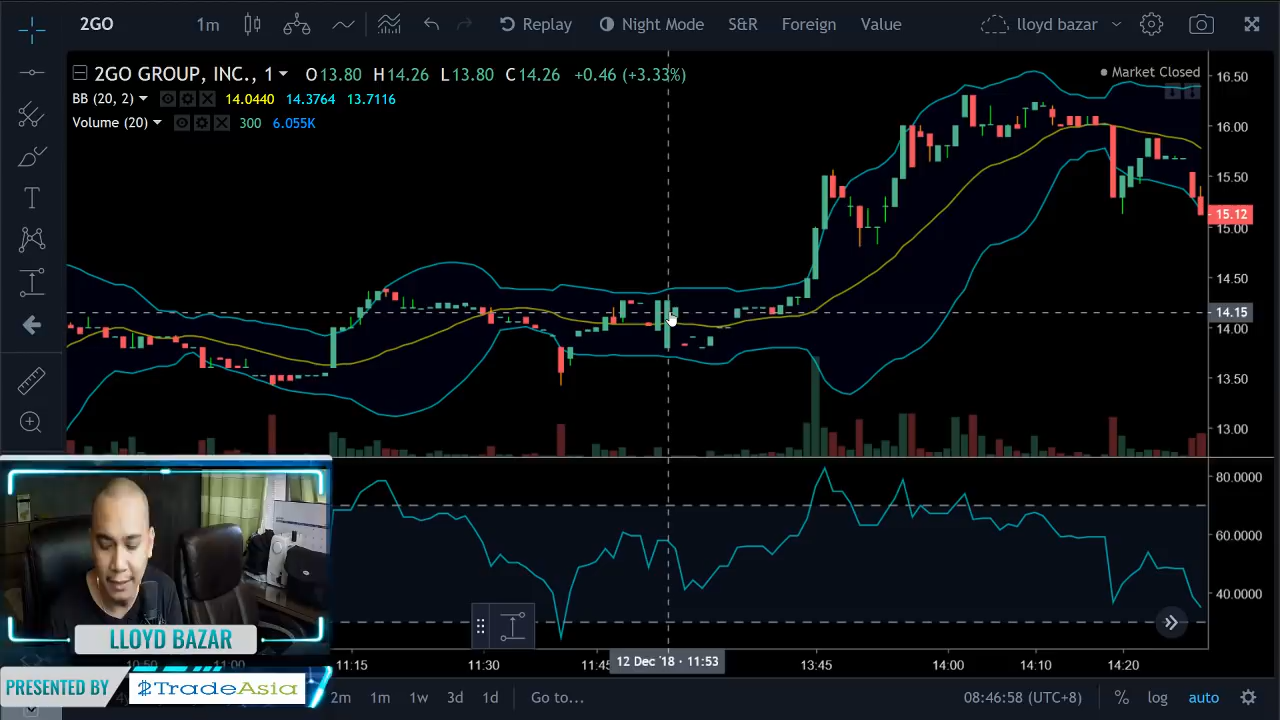 2GO 1m Replay Night Mode S&R Foreign Value lloyd bazar
2GO GROUP, INC., 1 O13.80 H14.26 L13.80 C14.26 +0.46 (+3.33%)
Market Closed
BB (20, 2) 14.0440 14.3764 13.7116
Volume (20) 300 6.055K
16.50
16.00
15.50
15.12
15.00
14.50
14.15
14.00
13.50
13.00
80.0000
60.0000
40.0000
LLOYD BAZAR
10:50 11:00 11:15 11:30 11:45 12 Dec '18 · 11:53 13:45 14:00 14:10 14:20
PRESENTED BY TradeAsia
2m 1m 1w 3d 1d Go to... 08:46:58 (UTC+8) % log auto